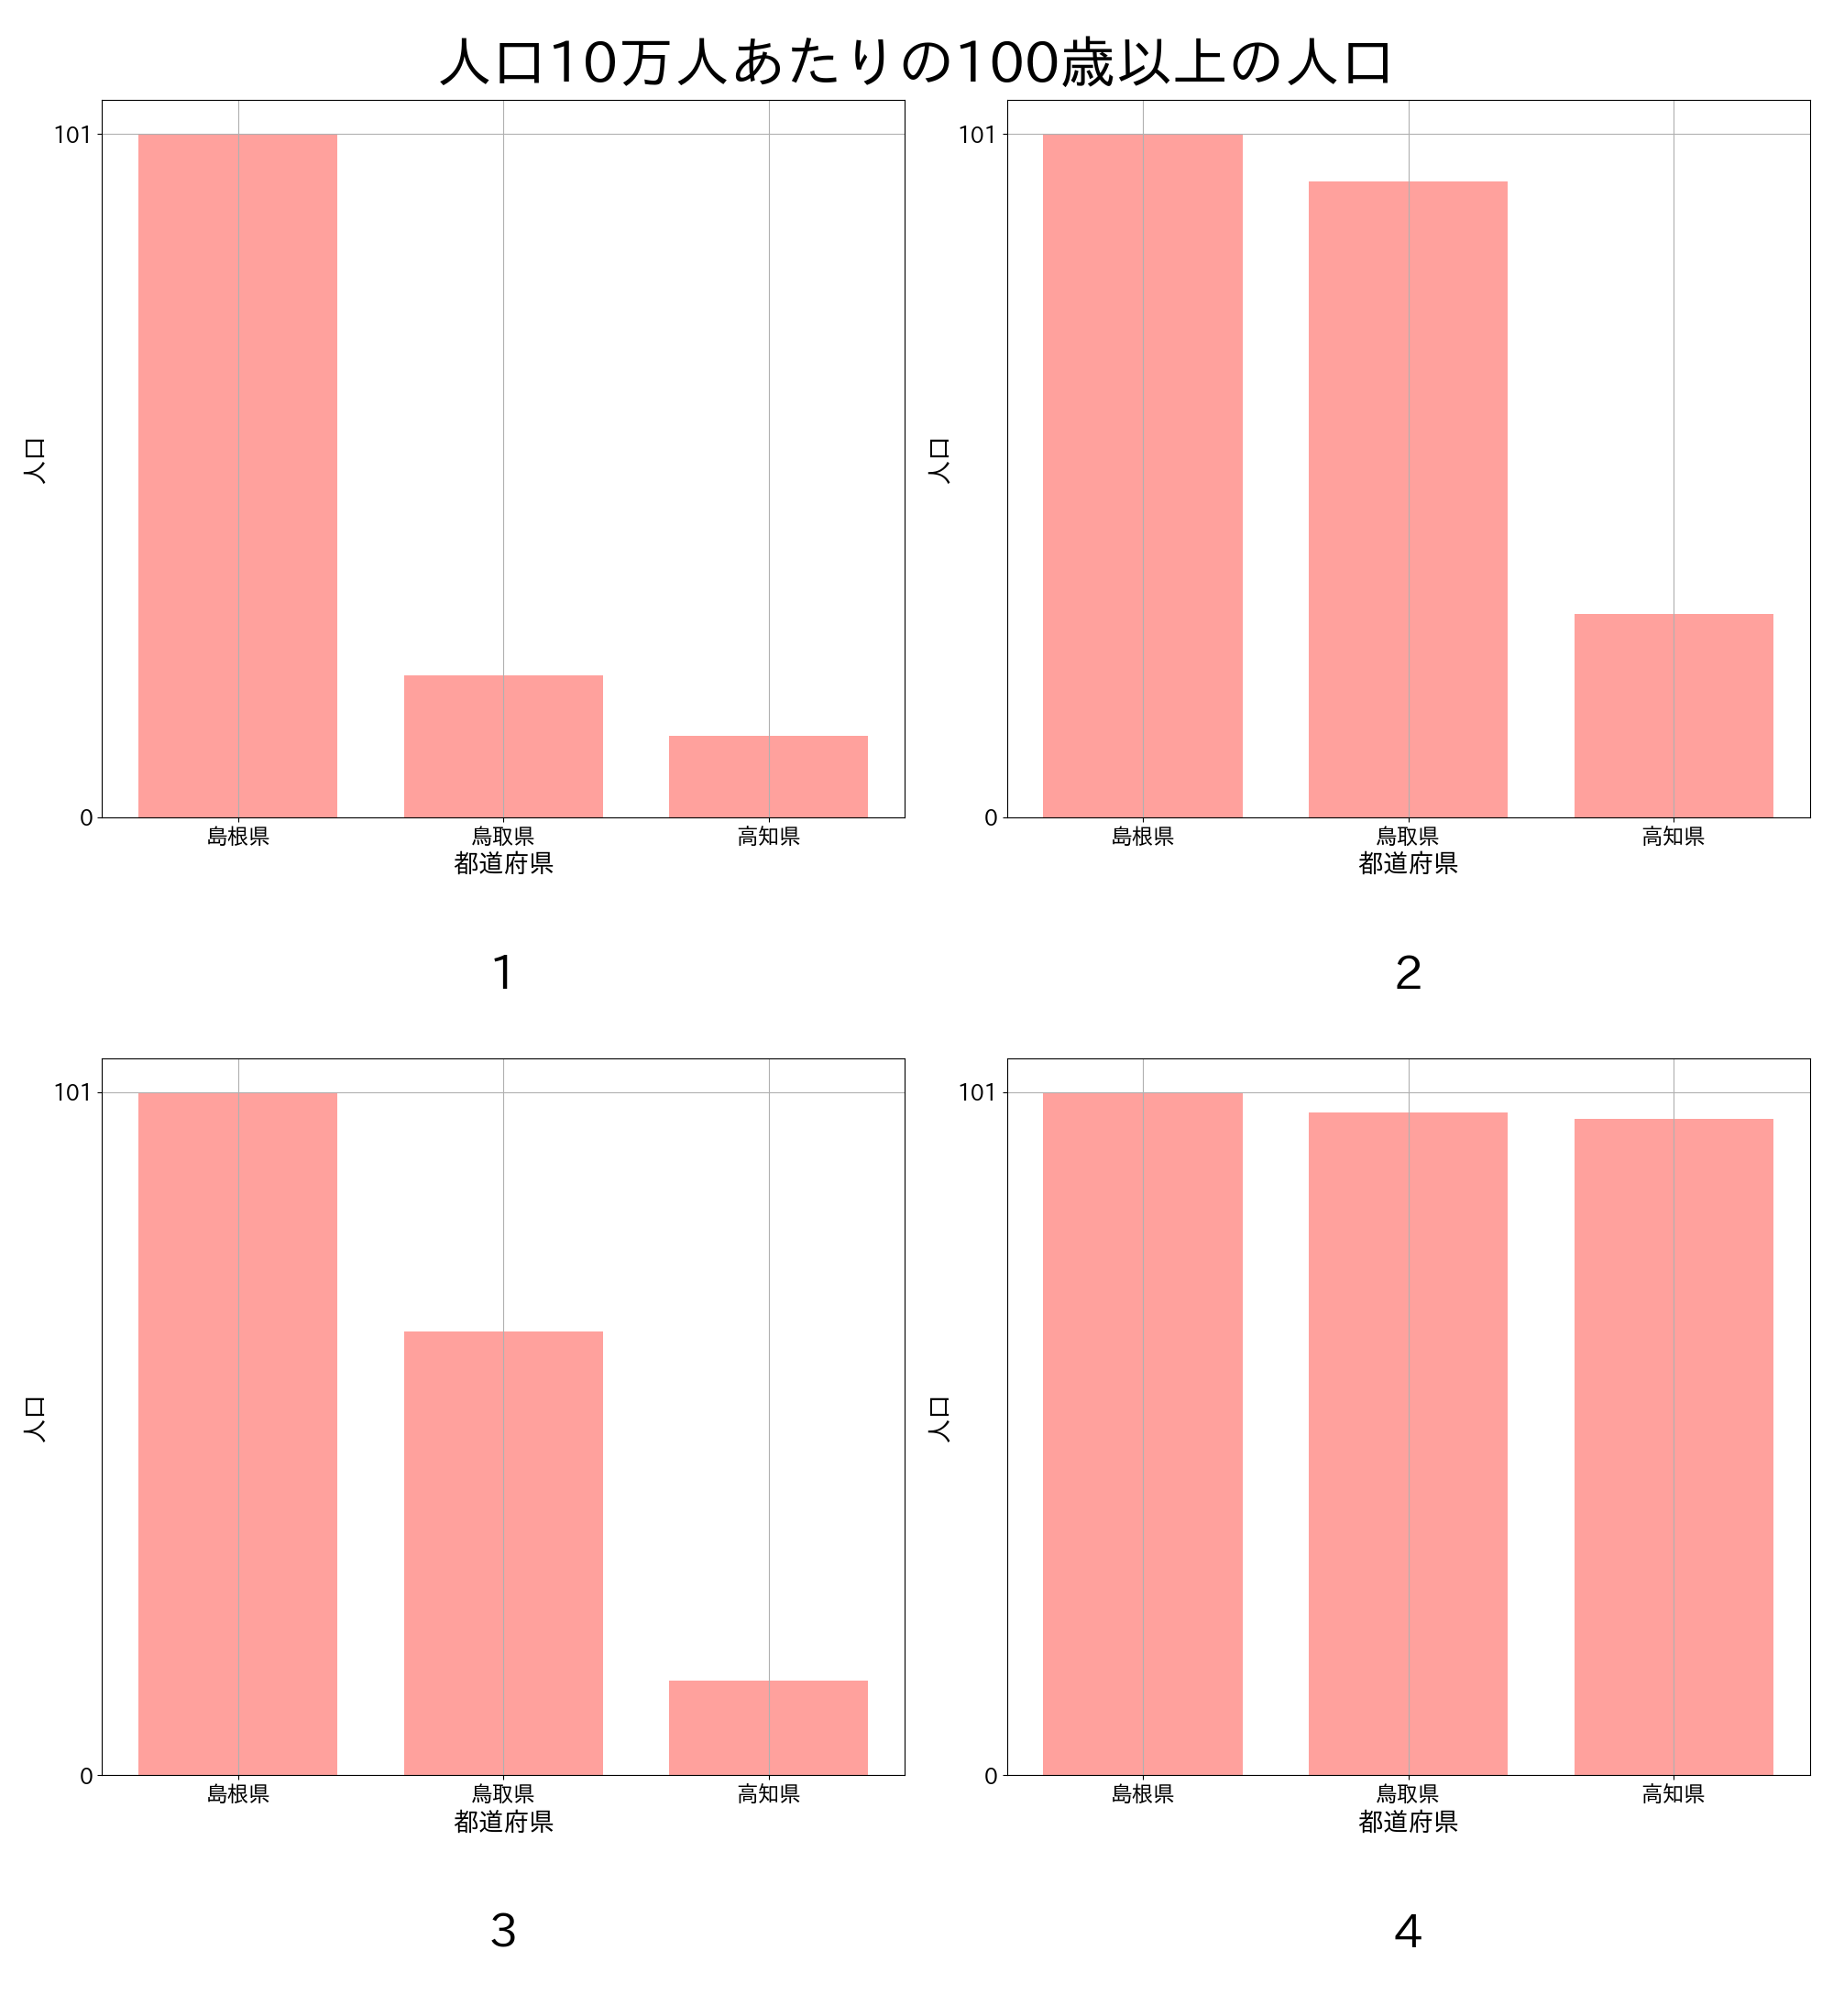 人口10万人あたりの100歳以上の人口
101
人口
0
島根県 鳥取県 高知県
都道府県
1
101
人口
0
島根県 鳥取県 高知県
都道府県
2
101
人口
0
島根県 鳥取県 高知県
都道府県
3
101
人口
0
島根県 鳥取県 高知県
都道府県
4